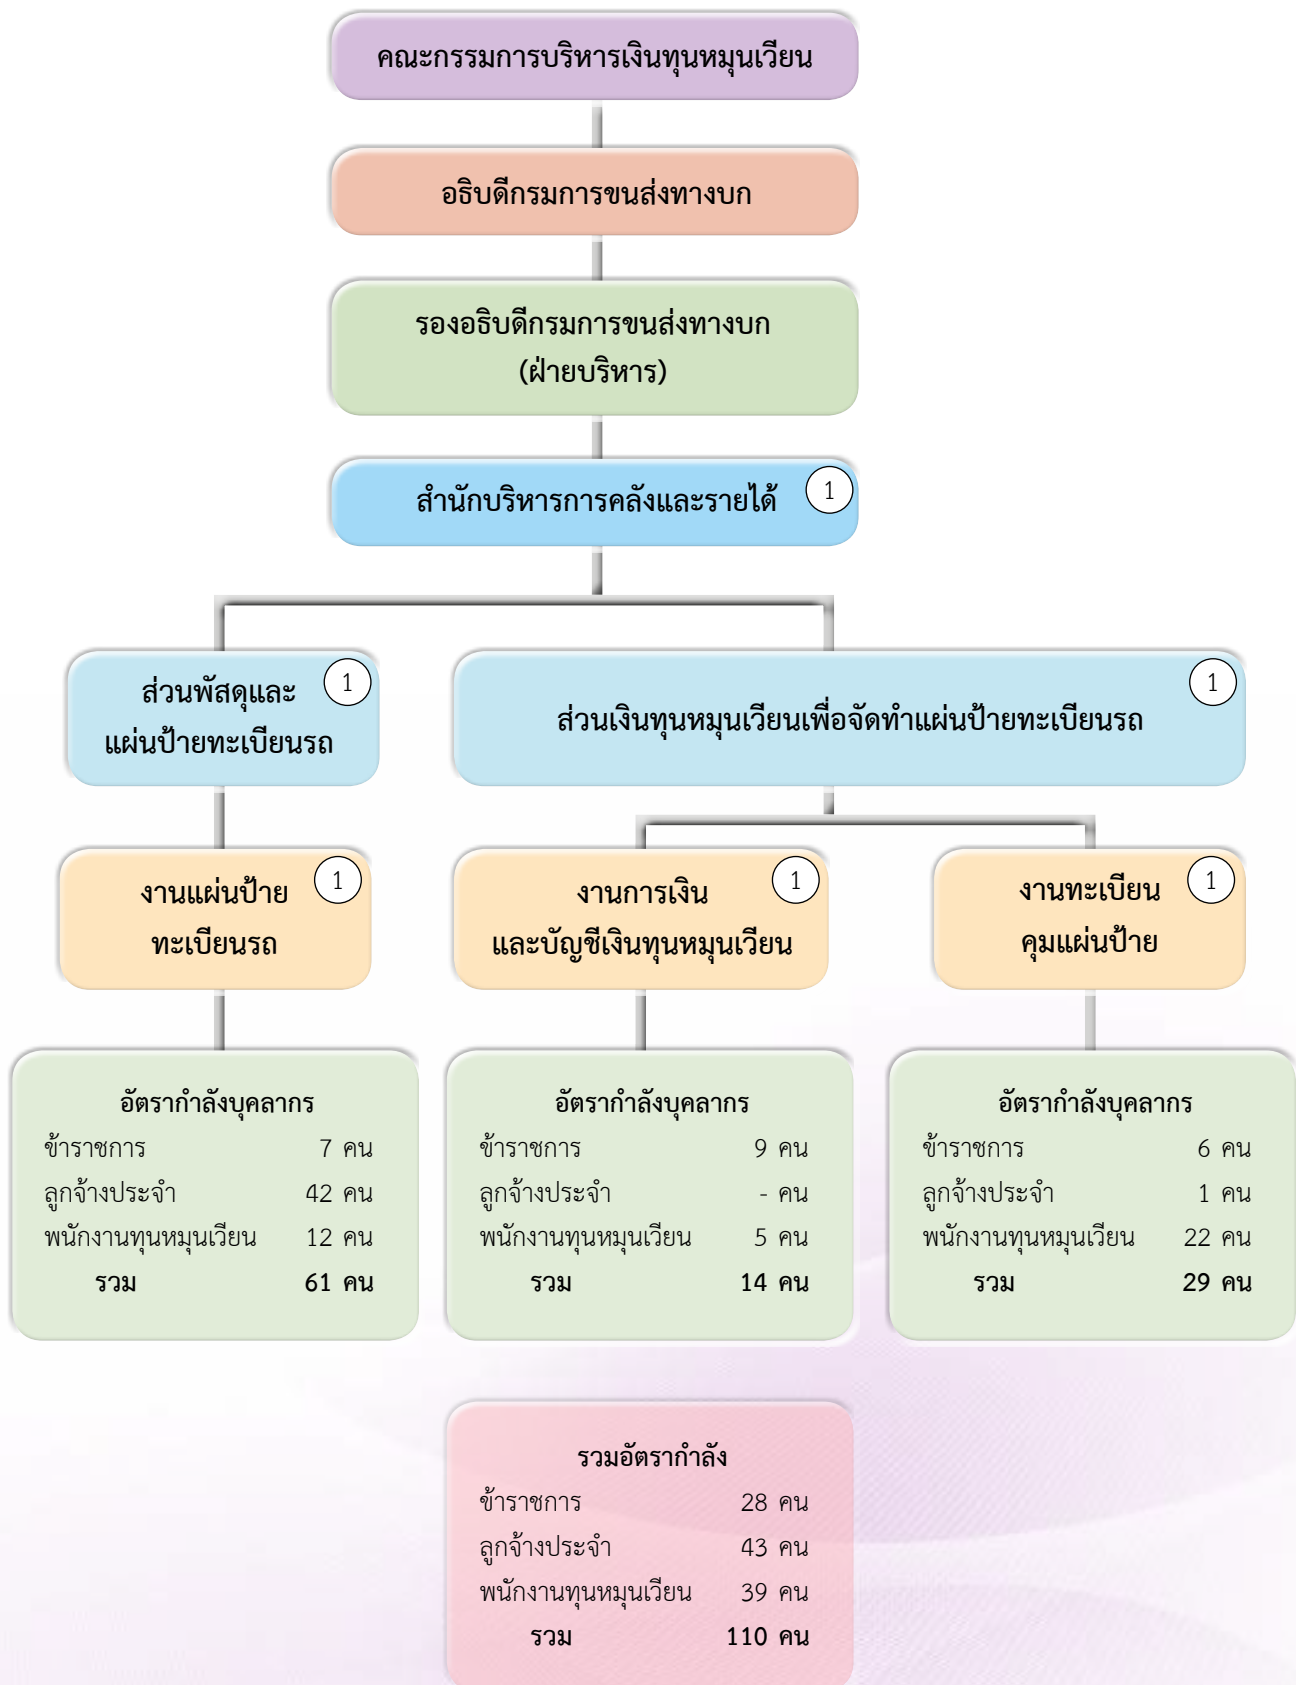 คณะกรรมการบริหารเงินทุนหมุนเวียน
อธิบดีกรมการขนส่งทางบก
รองอธิบดีกรมการขนส่งทางบก
(ฝ่ายบริหาร)
สำนักบริหารการคลังและรายได้ 1
ส่วนพัสดุและ 1
แผ่นป้ายทะเบียนรถ
ส่วนเงินทุนหมุนเวียนเพื่อจัดทำแผ่นป้ายทะเบียนรถ 1
งานแผ่นป้าย 1
ทะเบียนรถ
งานการเงิน 1
และบัญชีเงินทุนหมุนเวียน
งานทะเบียน 1
คุมแผ่นป้าย
อัตรากำลังบุคลากร
ข้าราชการ 7 คน
ลูกจ้างประจำ 42 คน
พนักงานทุนหมุนเวียน 12 คน
รวม 61 คน
อัตรากำลังบุคลากร
ข้าราชการ 9 คน
ลูกจ้างประจำ - คน
พนักงานทุนหมุนเวียน 5 คน
รวม 14 คน
อัตรากำลังบุคลากร
ข้าราชการ 6 คน
ลูกจ้างประจำ 1 คน
พนักงานทุนหมุนเวียน 22 คน
รวม 29 คน
รวมอัตรากำลัง
ข้าราชการ 28 คน
ลูกจ้างประจำ 43 คน
พนักงานทุนหมุนเวียน 39 คน
รวม 110 คน